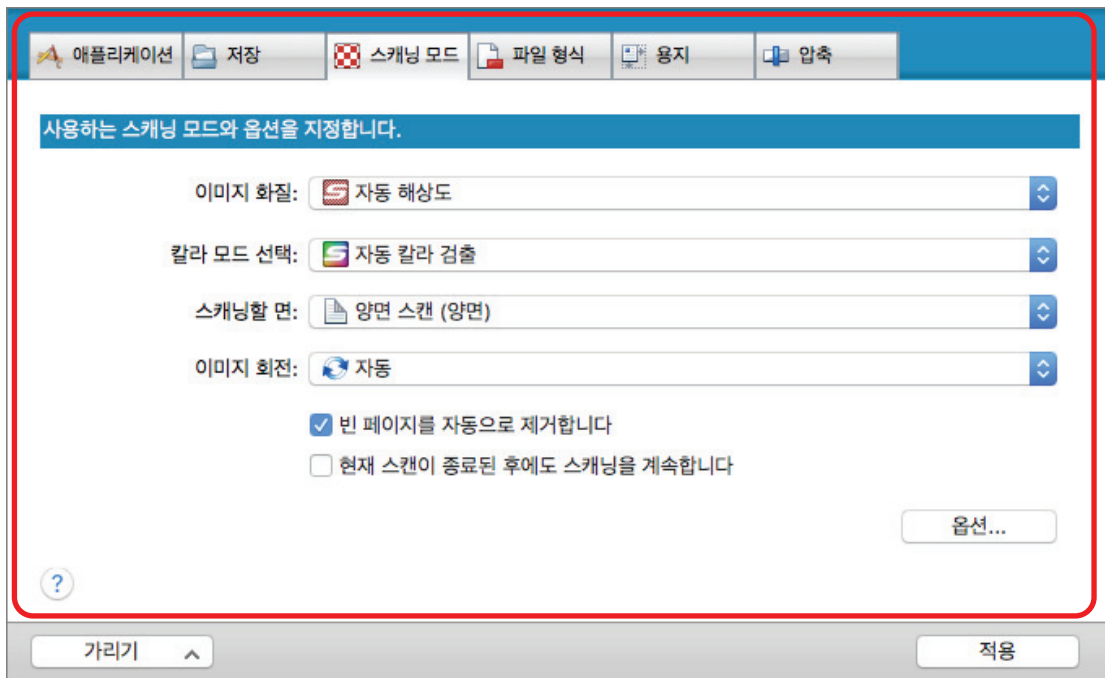 애플리케이션 저장 스캐닝 모드 파일 형식 용지 압축
사용하는 스캐닝 모드와 옵션을 지정합니다.
이미지 화질: 자동 해상도
칼라 모드 선택: 자동 칼라 검출
스캐닝할 면: 양면 스캔 (양면)
이미지 회전: 자동
빈 페이지를 자동으로 제거합니다
현재 스캔이 종료된 후에도 스캐닝을 계속합니다
옵션...
?
가리기 적용